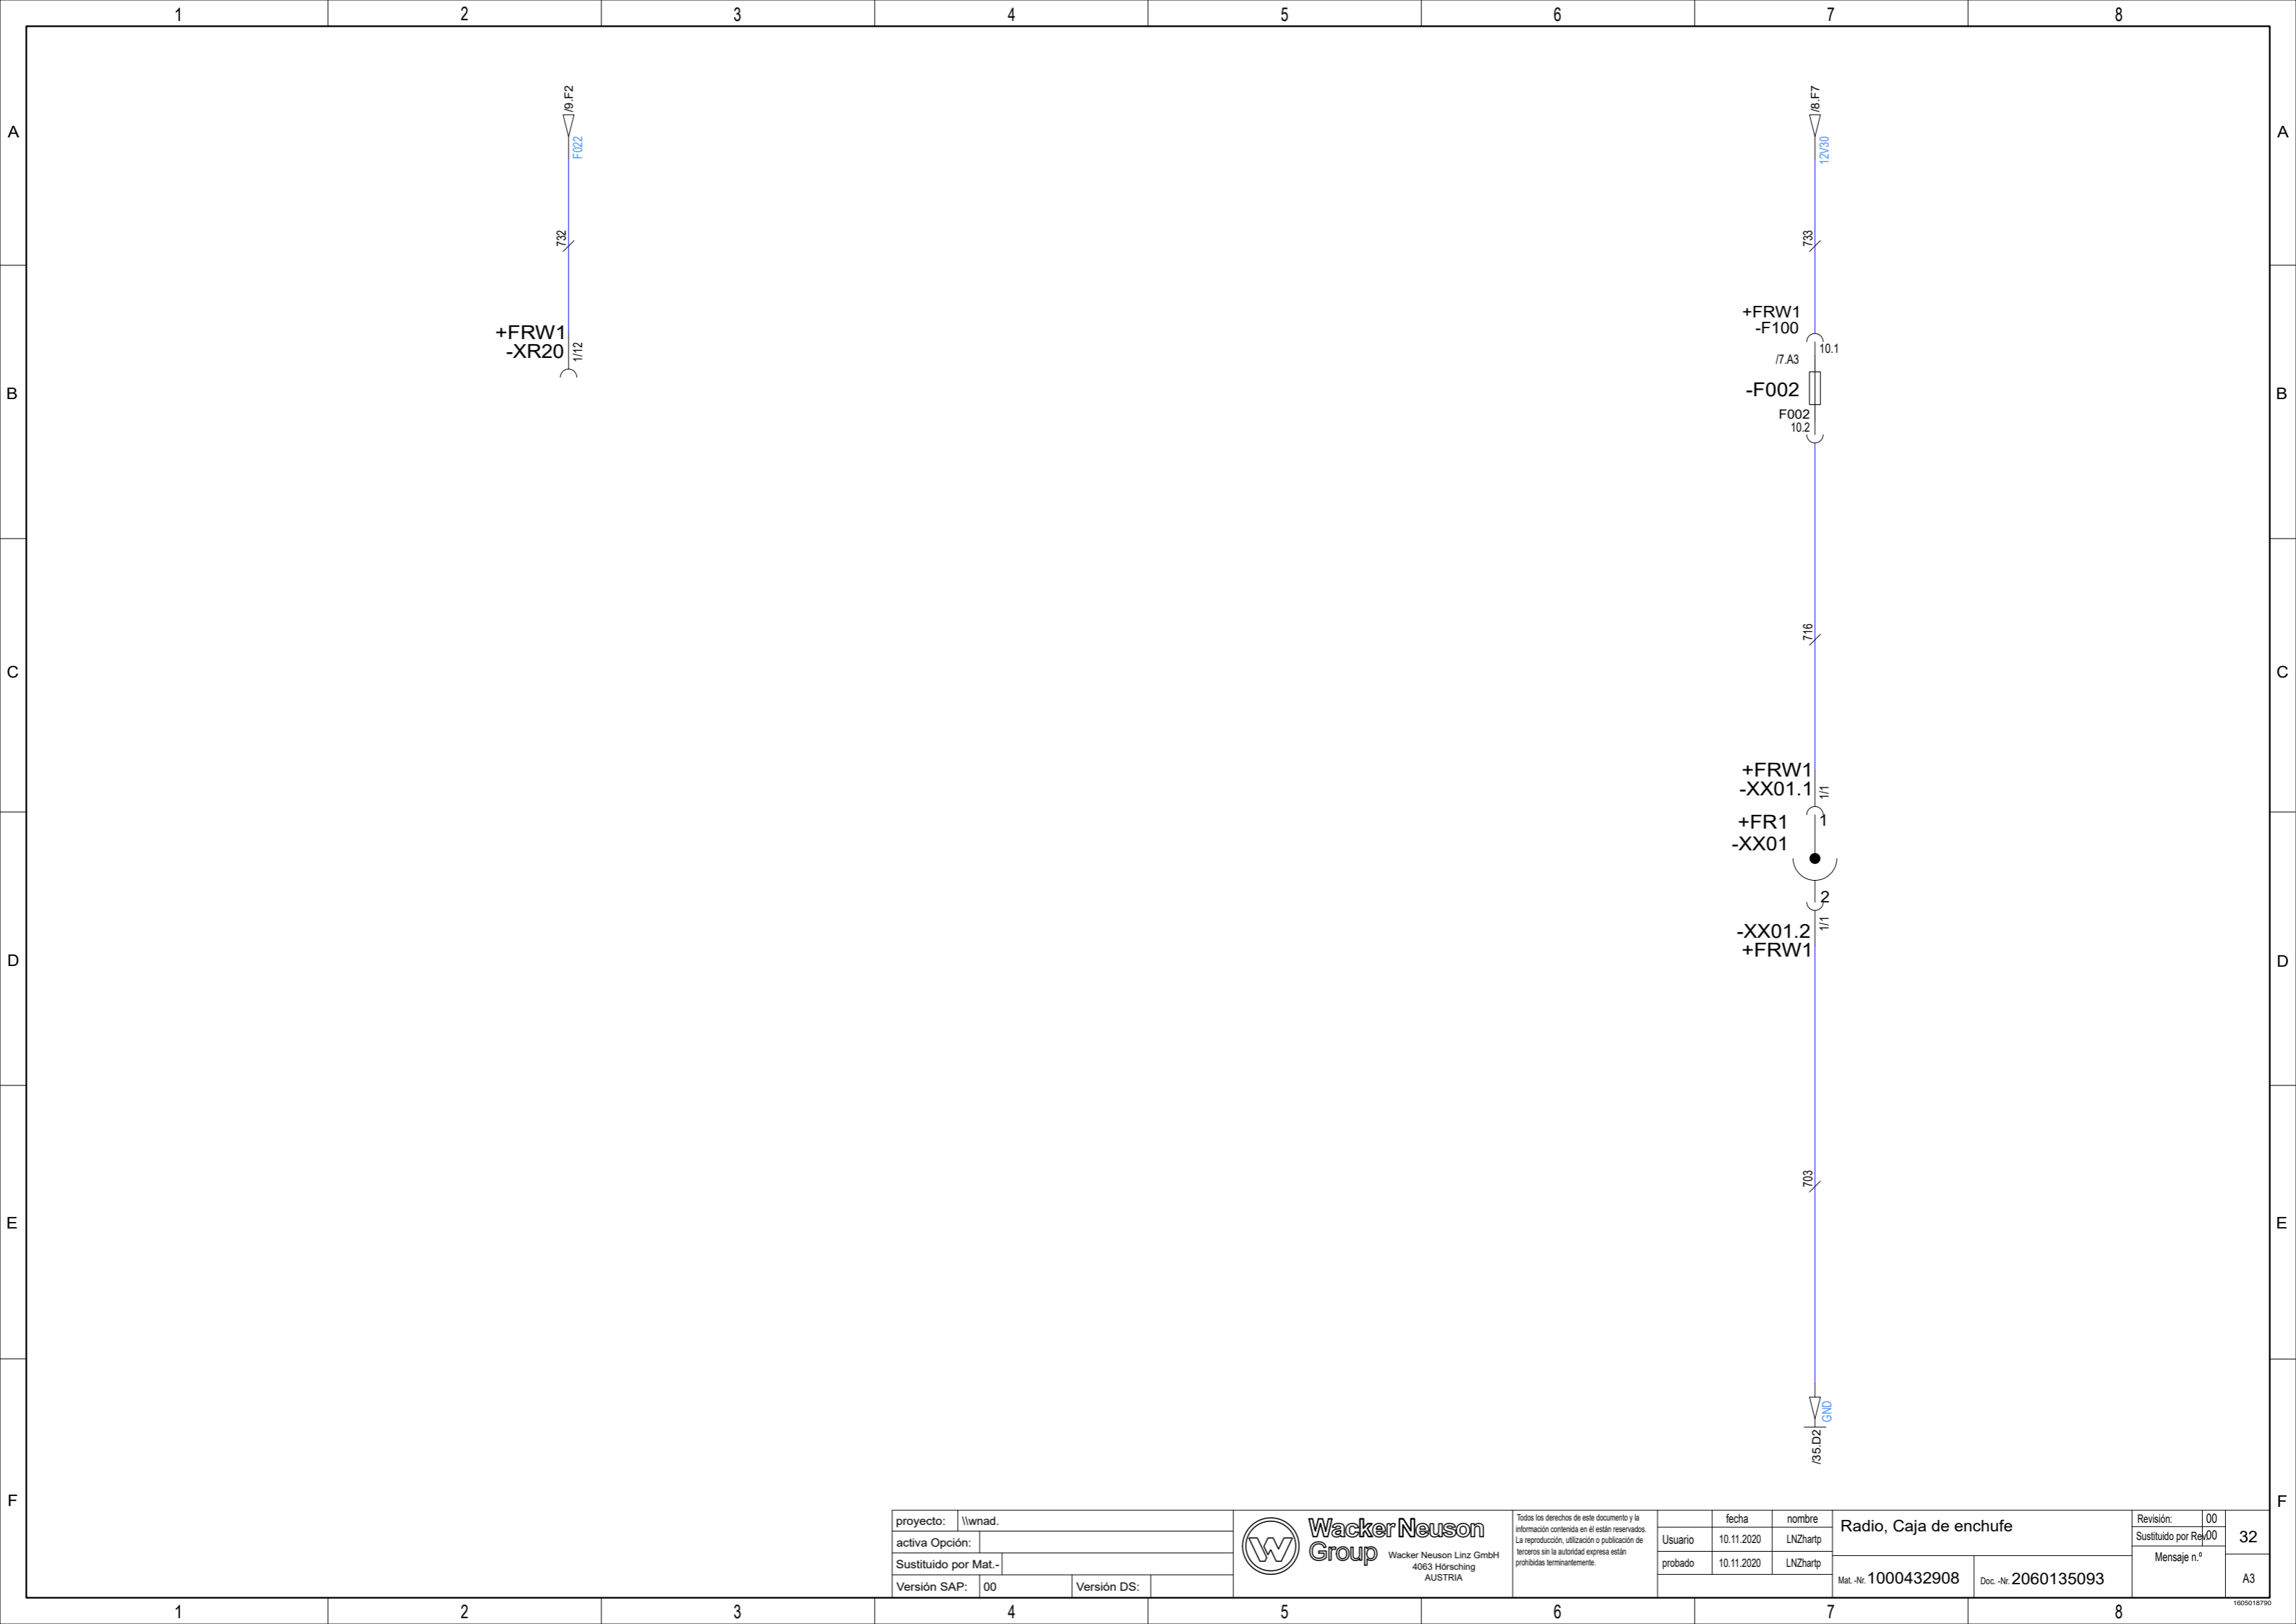 1 2 3 4 5 6 7 8
A A
/9.F2 /8.F7
F022 12V30
732 733
B B
+FRW1
-XR20
1/12
+FRW1
-F100
10.1
/7.A3
-F002
F002
10.2
C C
716
+FRW1
-XX01.1
1/1
D D
+FR1
-XX01
1
2
-XX01.2
+FRW1
1/1
E E
703
F F
GND
/35.D2
proyecto: \\wnad.
activa Opción:
Sustituido por Mat.-
Versión SAP: 00 Versión DS:
Wacker Neuson
Group
Wacker Neuson Linz GmbH
4063 Hörsching
AUSTRIA
Todos los derechos de este documento y la
información contenida en él están reservados.
La reproducción, utilización o publicación de
terceros sin la autoridad expresa están
prohibidas terminantemente.
fecha nombre
Usuario 10.11.2020 LNZhartp
probado 10.11.2020 LNZhartp
Radio, Caja de enchufe
Mat. -Nr. 1000432908 Doc. -Nr. 2060135093
Revisión: 00
Sustituido por Rev. 00
Mensaje n.º
32
A3
1605018790
1 2 3 4 5 6 7 8